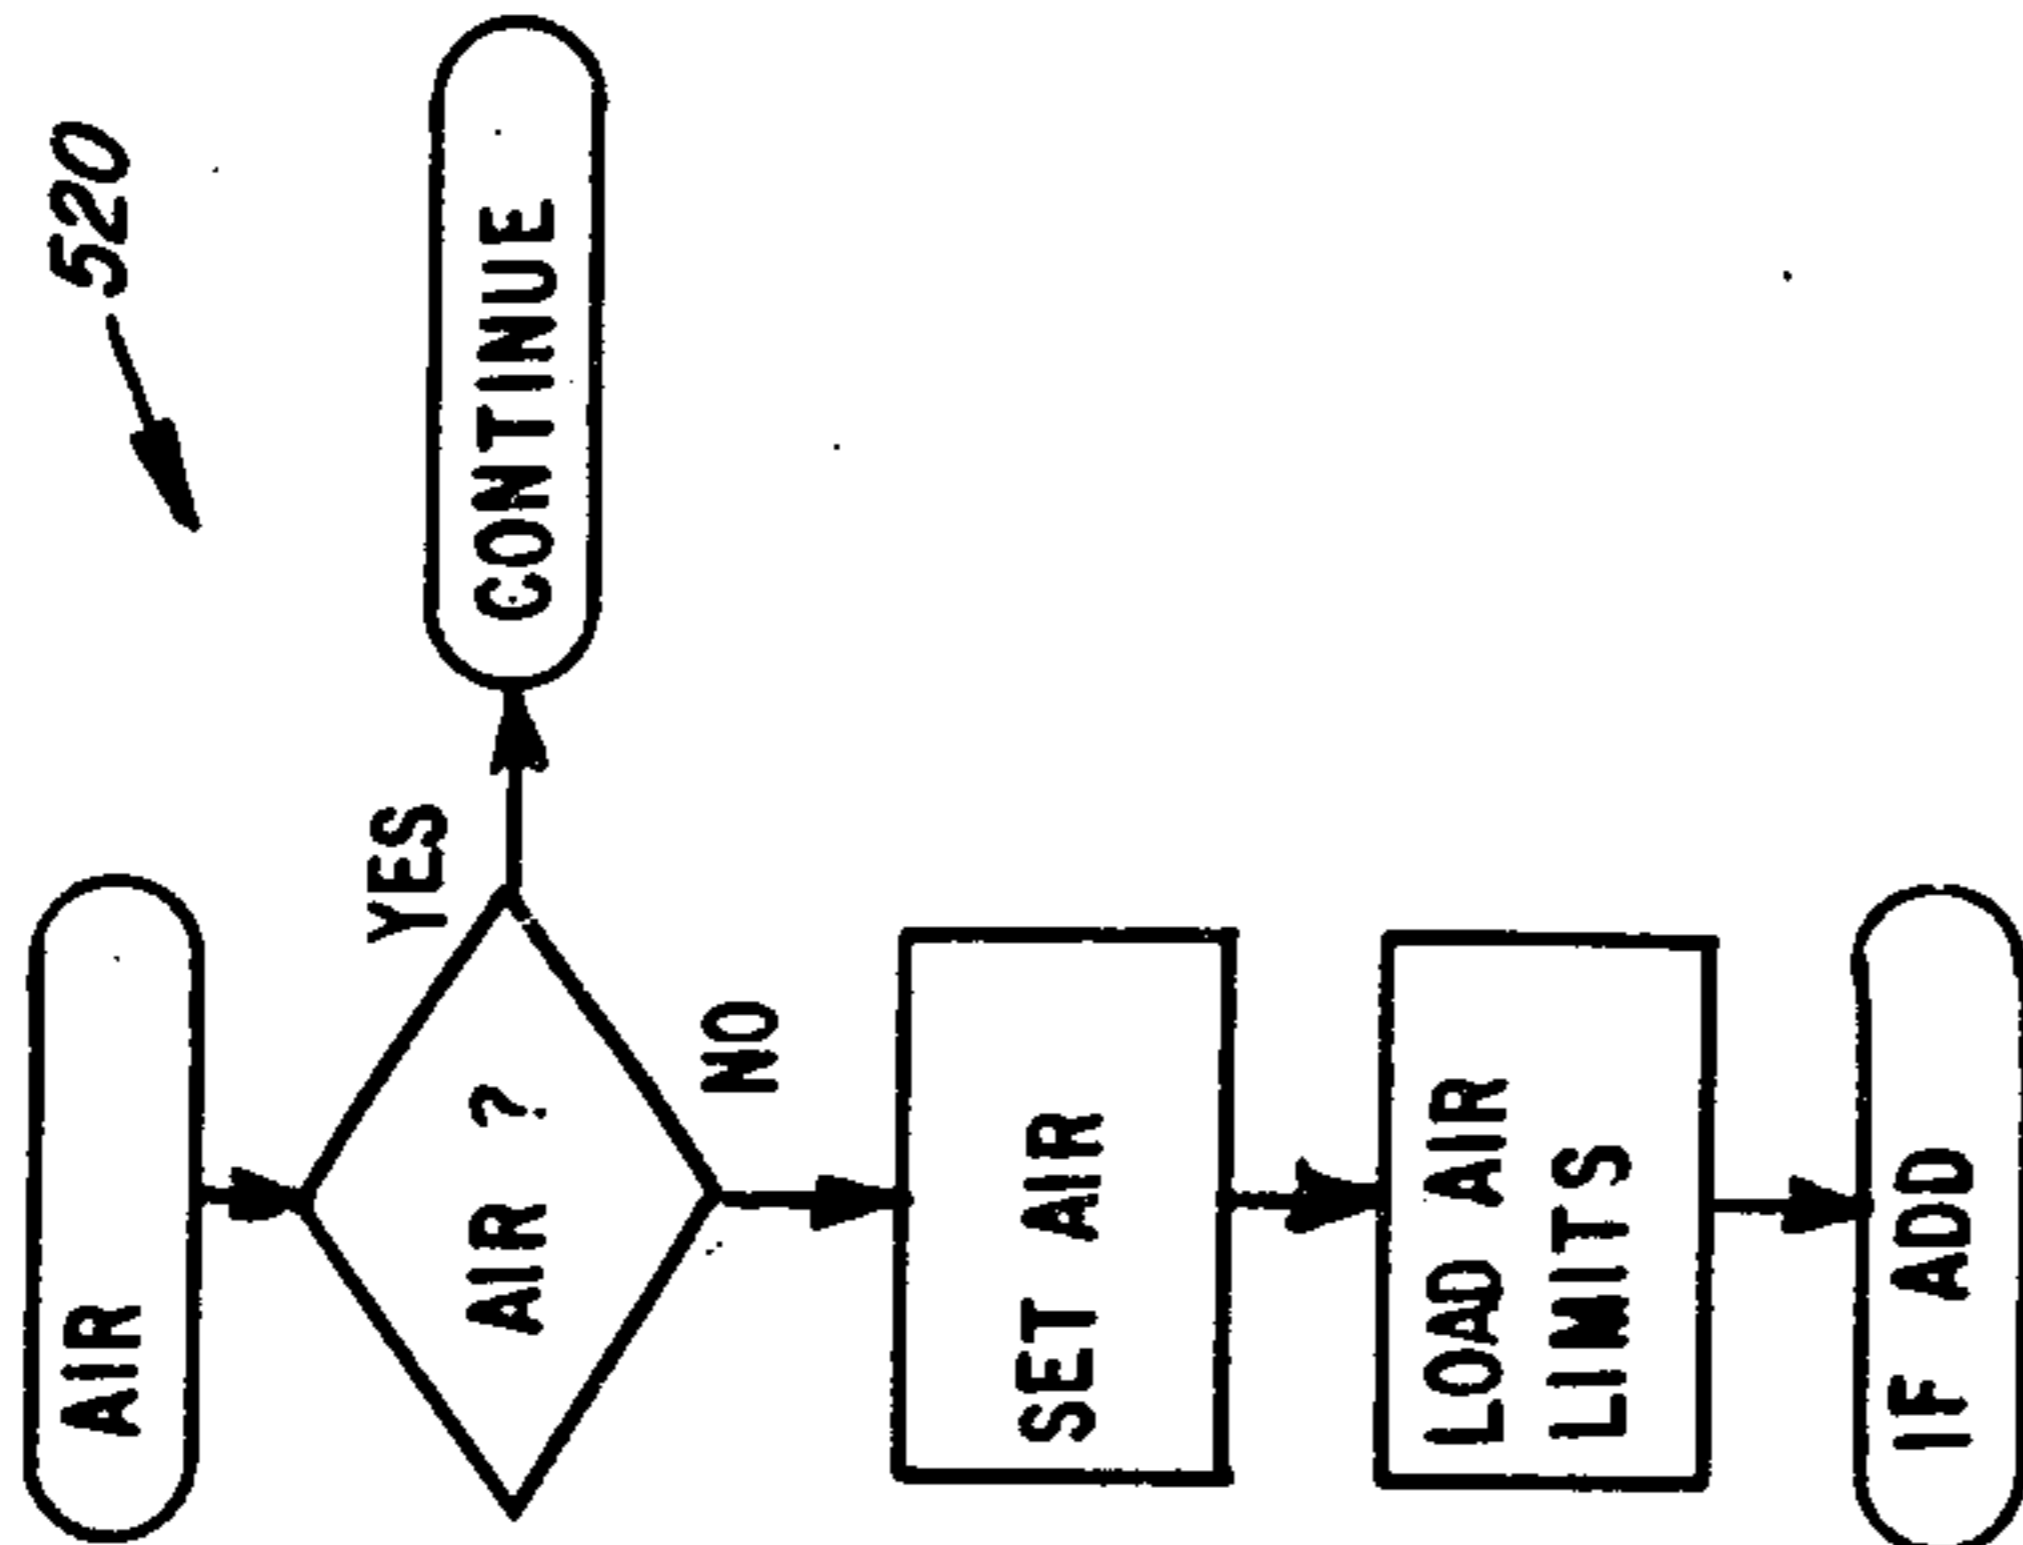 520
AIR
AIR ?
YES
CONTINUE
NO
SET AIR
LOAD AIR
LIMITS
IF ADD